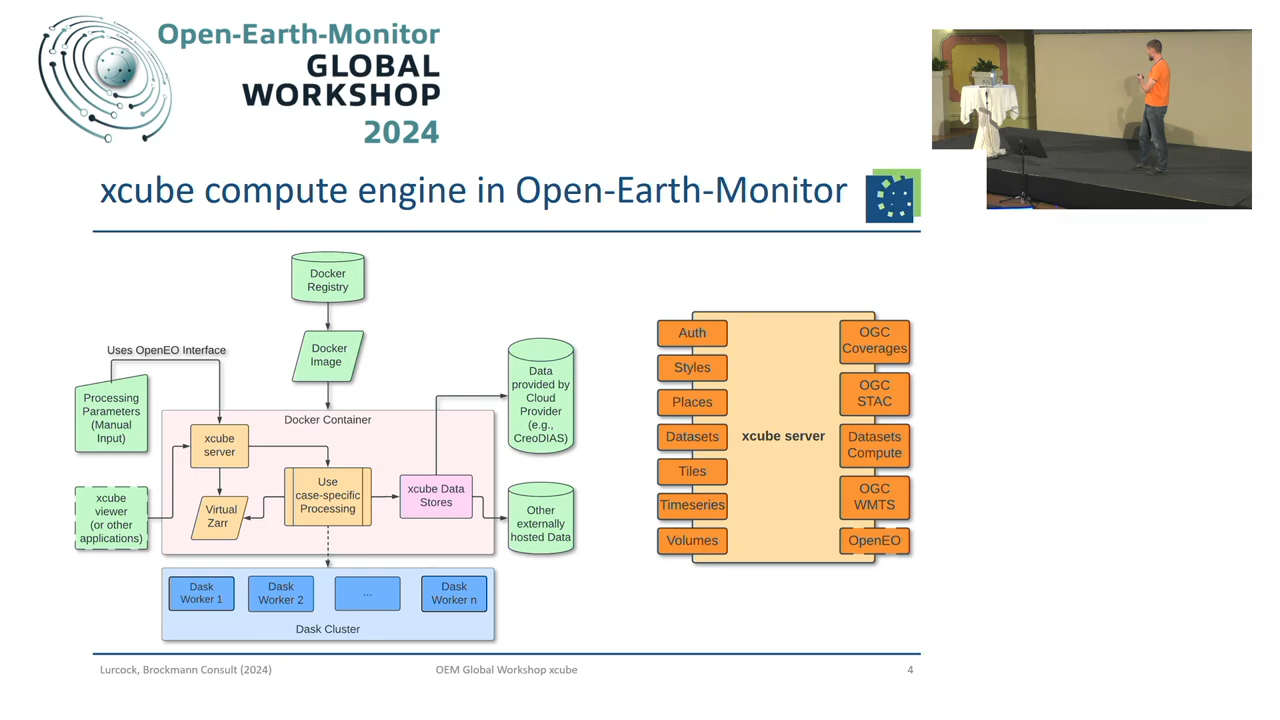 Open-Earth-Monitor
GLOBAL
WORKSHOP
2024
xcube compute engine in Open-Earth-Monitor
Docker
Registry
Docker
Image
Uses OpenEO Interface
Processing
Parameters
(Manual
Input)
Docker Container
xcube
server
Use
case-specific
Processing
Virtual
Zarr
xcube Data
Stores
xcube
viewer
(or other
applications)
Data
provided by
Cloud
Provider
(e.g.,
CreoDIAS)
Other
externally
hosted Data
Dask
Worker 1
Dask
Worker 2
...
Dask
Worker n
Dask Cluster
Auth
Styles
Places
Datasets
Tiles
Timeseries
Volumes
xcube server
OGC
Coverages
OGC
STAC
Datasets
Compute
OGC
WMTS
OpenEO
Lurcock, Brockmann Consult (2024)
OEM Global Workshop xcube
4